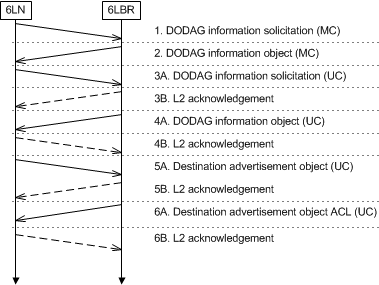 6LN
6LBR
1. DODAG information solicitation (MC)
2. DODAG information object (MC)
3A. DODAG information solicitation (UC)
3B. L2 acknowledgement
4A. DODAG information object (UC)
4B. L2 acknowledgement
5A. Destination advertisement object (UC)
5B. L2 acknowledgement
6A. Destination advertisement object ACL (UC)
6B. L2 acknowledgement